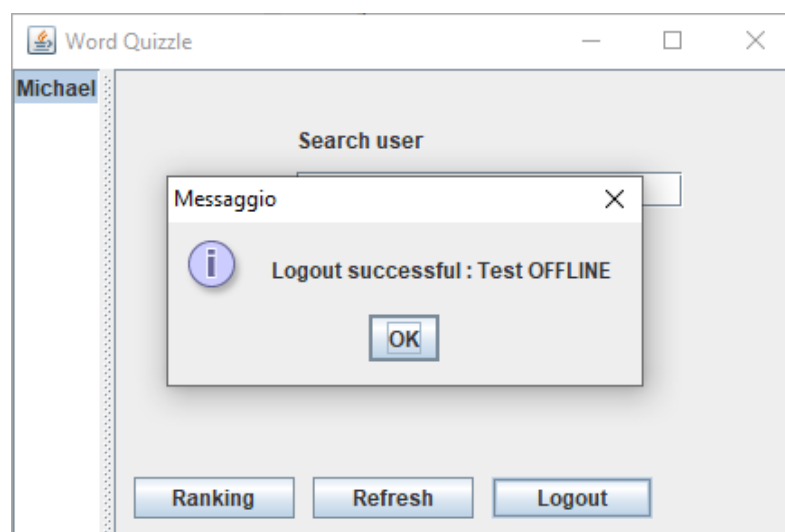 Word Quizzle
Michael
Search user
Messaggio
i
Logout successful : Test OFFLINE
OK
Ranking
Refresh
Logout